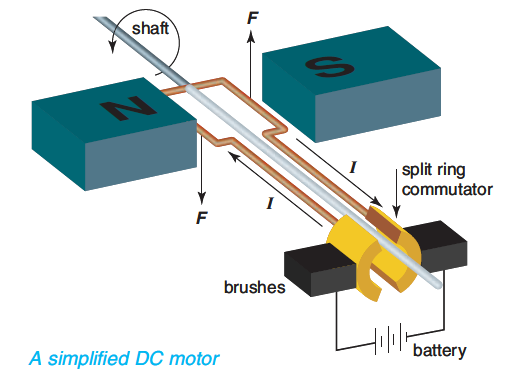 shaft
F
S
N
I
split ring
commutator
F
I
brushes
battery
A simplified DC motor